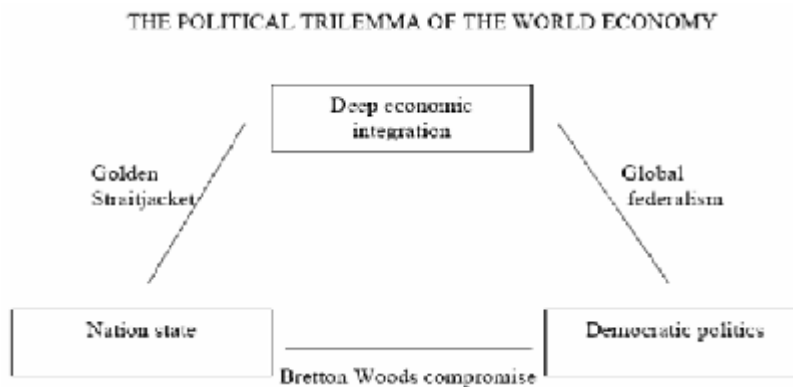 THE POLITICAL TRILEMMA OF THE WORLD ECONOMY
Deep economic
integration
Golden
Straitjacket
Global
federalism
Nation state
Democratic politics
Bretton Woods compromise